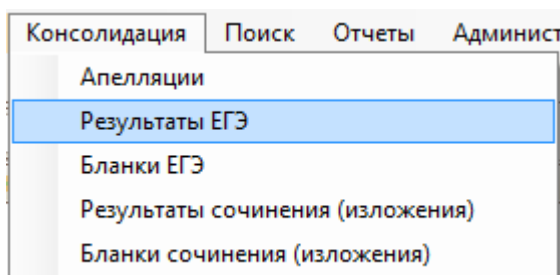 Консолидация Поиск Отчеты Админист
Апелляции
Результаты ЕГЭ
Бланки ЕГЭ
Результаты сочинения (изложения)
Бланки сочинения (изложения)